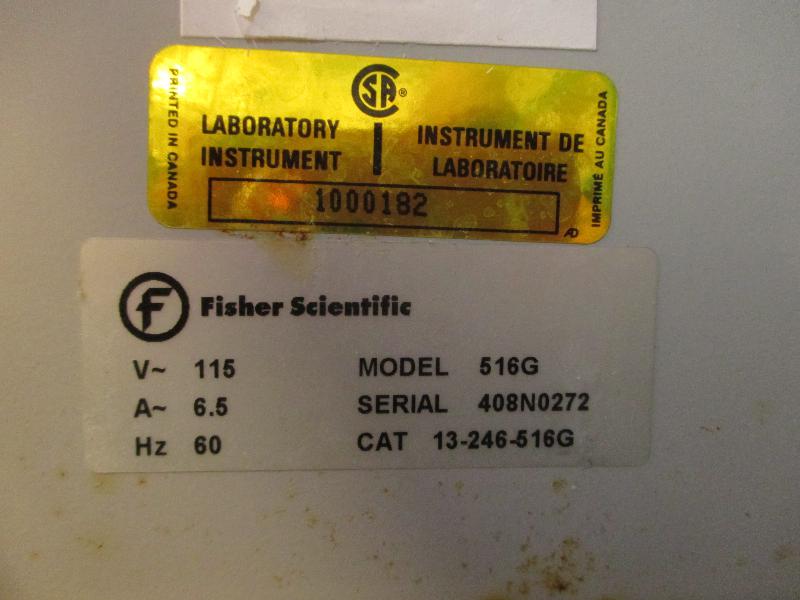 PRINTED IN CANADA
SA®
LABORATORY
INSTRUMENT
INSTRUMENT DE
LABORATOIRE
1000182
IMPRIMÉ AU CANADA
AD
F Fisher Scientific
V~ 115
A~ 6.5
Hz 60
MODEL 516G
SERIAL 408N0272
CAT 13-246-516G